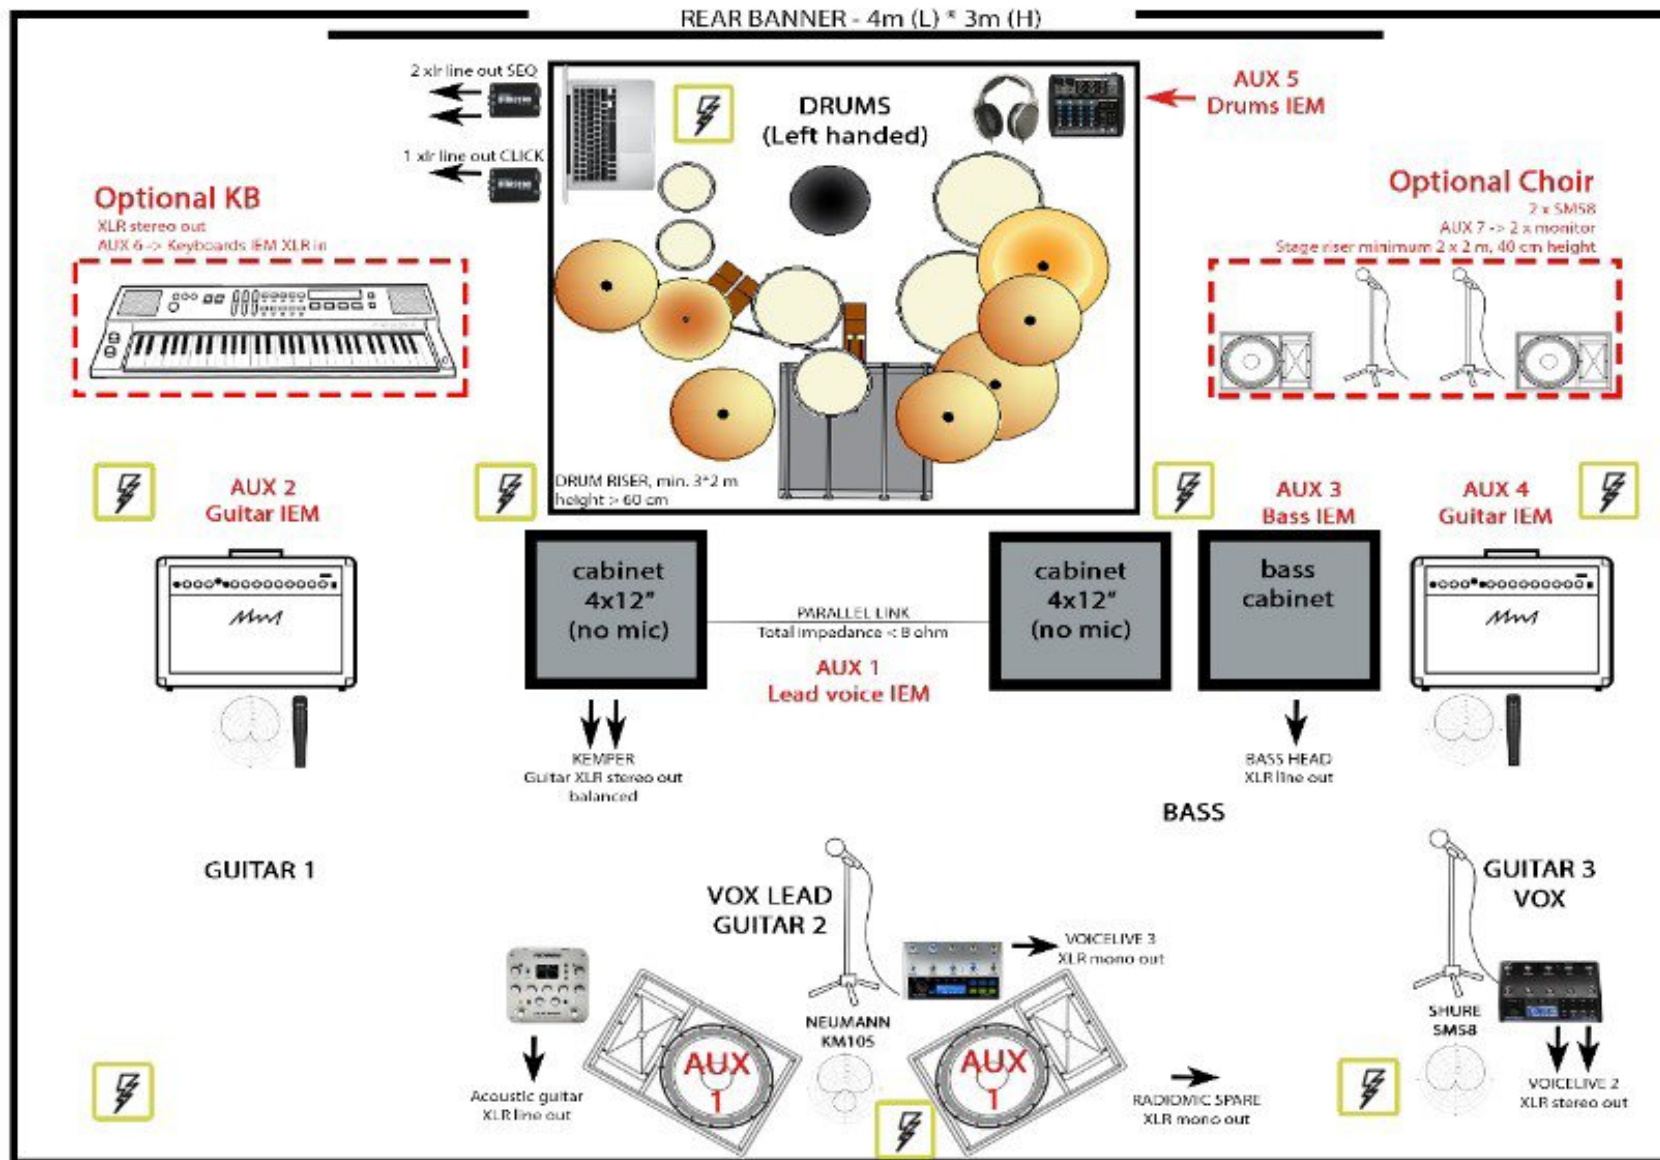 REAR BANNER - 4m (L) * 3m (H)
2 xlr line out SEQ
1 xlr line out CLICK
DRUMS
(Left handed)
AUX 5
Drums IEM
Optional KB
XLR stereo out
AUX 6 -> Keyboards IEM XLR in
Optional Choir
2 x SM58
AUX 7 -> 2 x monitor
Stage riser minimum 2 x 2 m, 40 cm height
DRUM RISER, min. 3*2 m
height > 60 cm
AUX 2
Guitar IEM
AUX 3
Bass IEM
AUX 4
Guitar IEM
cabinet
4x12”
(no mic)
PARALLEL LINK
Total Impedance < 8 ohm
AUX 1
Lead voice IEM
cabinet
4x12”
(no mic)
bass
cabinet
KEMPER
Guitar XLR stereo out
balanced
BASS HEAD
XLR line out
BASS
GUITAR 1
VOX LEAD
GUITAR 2
GUITAR 3
VOX
VOICELIVE 3
XLR mono out
NEUMANN
KM105
SHURE
SM58
AUX
1
AUX
1
Acoustic guitar
XLR line out
RADIOMIC SPARE
XLR mono out
VOICELIVE 2
XLR stereo out